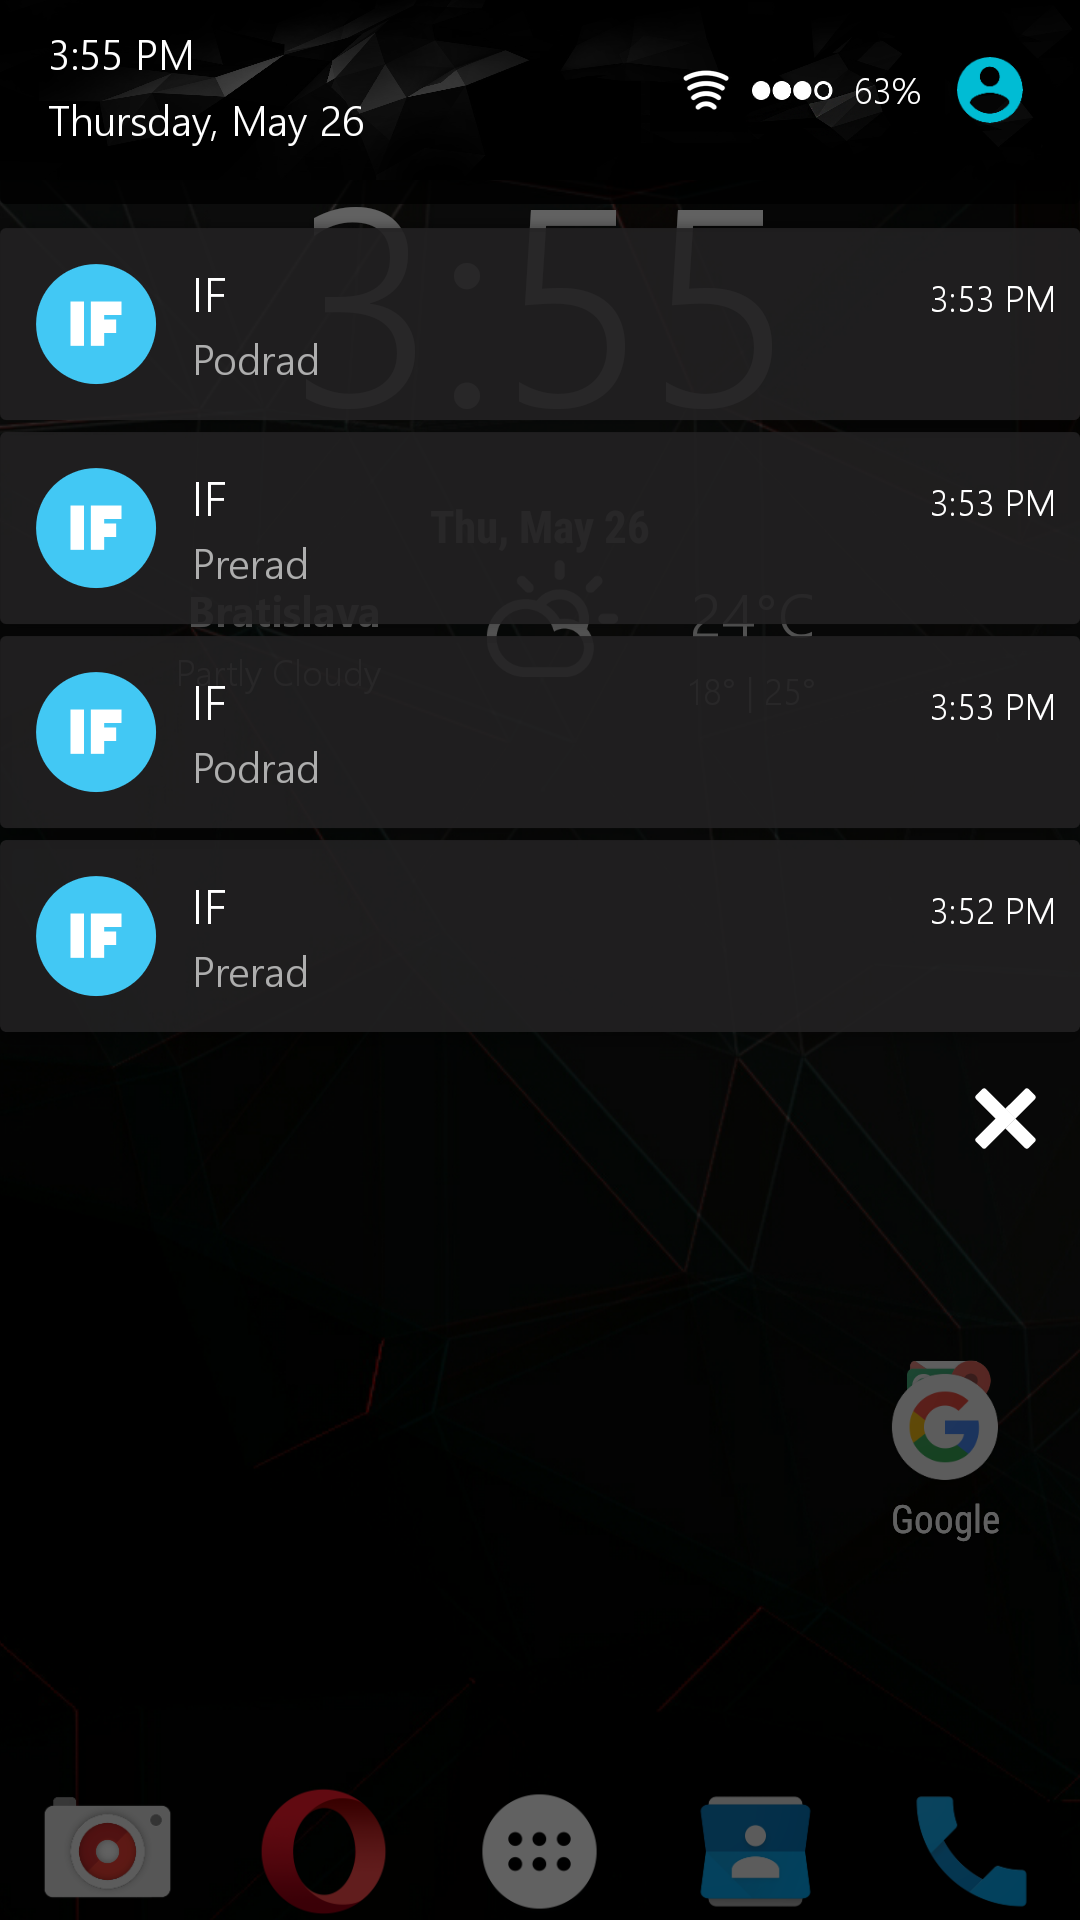 3:55 PM
Thursday, May 26
63%
3:55
IF
IF
3:53 PM
Podrad
IF
IF
3:53 PM
Thu, May 26
Prerad
Bratislava
24°C
Partly Cloudy
18° | 25°
IF
IF
3:53 PM
Podrad
IF
IF
3:52 PM
Prerad
G
Google